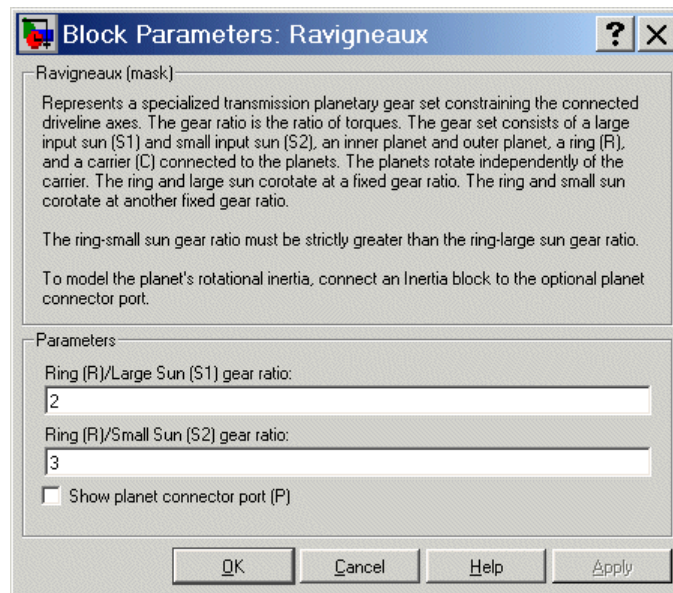 Block Parameters: Ravigneaux
Ravigneaux (mask)
Represents a specialized transmission planetary gear set constraining the connected
driveline axes. The gear ratio is the ratio of torques. The gear set consists of a large
input sun (S1) and small input sun (S2), an inner planet and outer planet, a ring (R),
and a carrier (C) connected to the planets. The planets rotate independently of the
carrier. The ring and large sun corotate at a fixed gear ratio. The ring and small sun
corotate at another fixed gear ratio.
The ring-small sun gear ratio must be strictly greater than the ring-large sun gear ratio.
To model the planet's rotational inertia, connect an Inertia block to the optional planet
connector port.
Parameters
Ring (R)/Large Sun (S1) gear ratio:
2
Ring (R)/Small Sun (S2) gear ratio:
3
Show planet connector port (P)
OK Cancel Help Apply